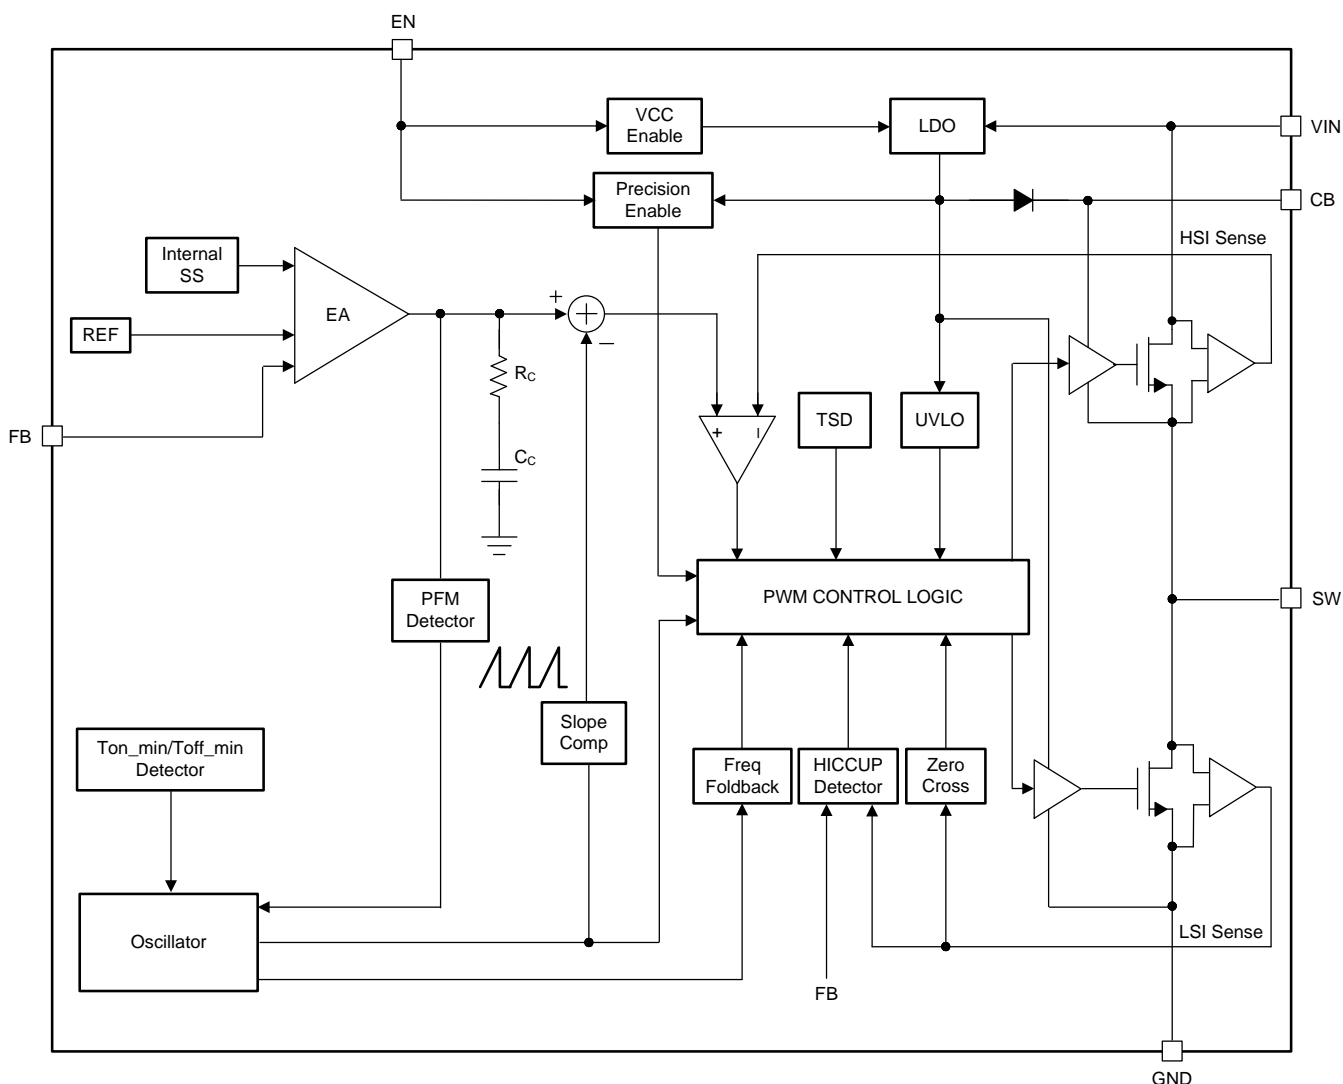 EN
VCC
Enable
LDO
VIN
Precision
Enable
CB
HSI Sense
Internal
SS
+
EA
+
REF
−
RC
TSD
UVLO
FB
+
−
CC
PWM CONTROL LOGIC
SW
PFM
Detector
Slope
Comp
Ton_min/Toff_min
Detector
Freq
Foldback
HICCUP
Detector
Zero
Cross
Oscillator
LSI Sense
FB
GND